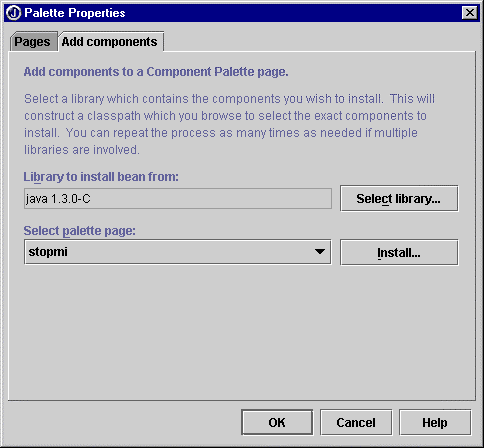 Palette Properties
Pages
Add components
Add components to a Component Palette page.
Select a library which contains the components you wish to install. This will
construct a classpath which you browse to select the exact components to
install. You can repeat the process as many times as needed if multiple
libraries are involved.
Library to install bean from:
java 1.3.0-C
Select library...
Select palette page:
stoprni
Install...
OK
Cancel
Help